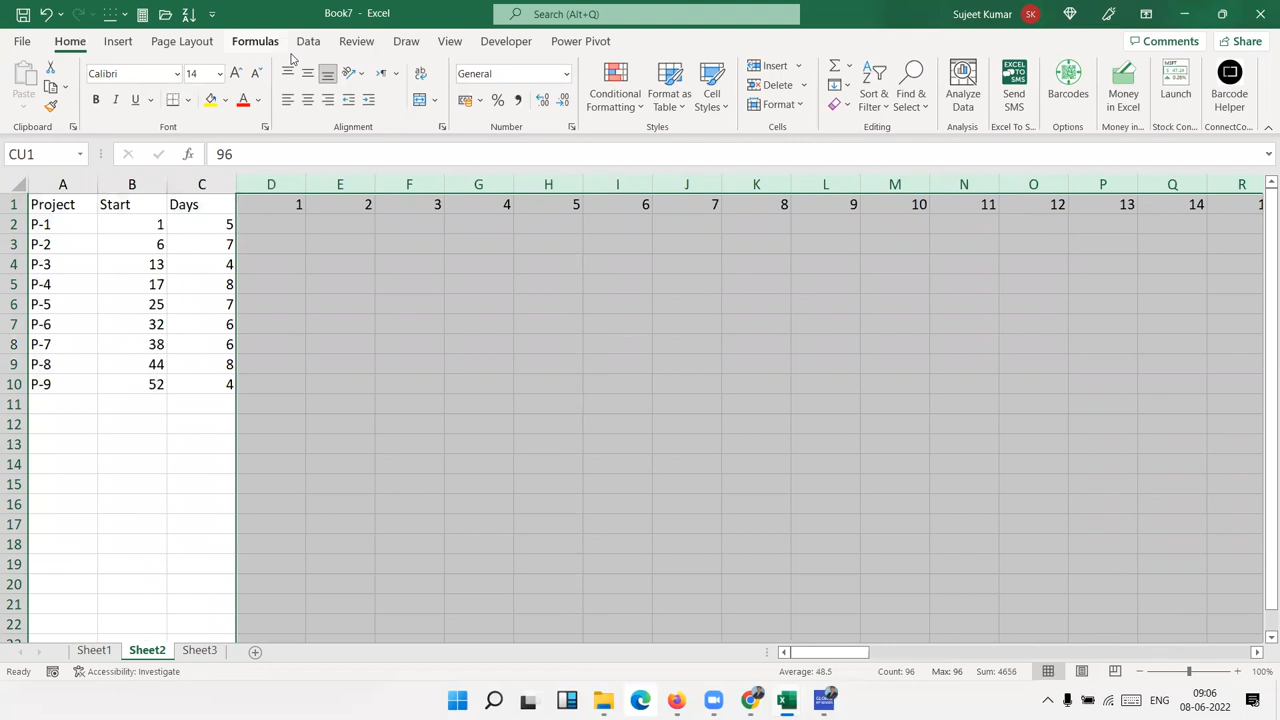 Book7 - Excel
Search (Alt+Q)
Sujeet Kumar SK
File Home Insert Page Layout Formulas Data Review Draw View Developer Power Pivot Comments Share
Paste Calibri 14 General Conditional Formatting Format as Table Cell Styles Insert Delete Format Sort & Filter Find & Select Analyze Data Send SMS Barcodes Money in Excel Launch Barcode Helper
Clipboard Font Alignment Number Styles Cells Editing Analysis Excel To S... Options Money in... Stock Con... ConnectCo...
CU1 fx 96
A B C D E F G H I J K L M N O P Q R
1 Project Start Days 1 2 3 4 5 6 7 8 9 10 11 12 13 14 1
2 P-1 1 5
3 P-2 6 7
4 P-3 13 4
5 P-4 17 8
6 P-5 25 7
7 P-6 32 6
8 P-7 38 6
9 P-8 44 8
10 P-9 52 4
11
12
13
14
15
16
17
18
19
20
21
22
Sheet1 Sheet2 Sheet3
Ready Accessibility: Investigate Average: 48.5 Count: 96 Max: 96 Sum: 4656 100%
ENG 09:06
08-06-2022